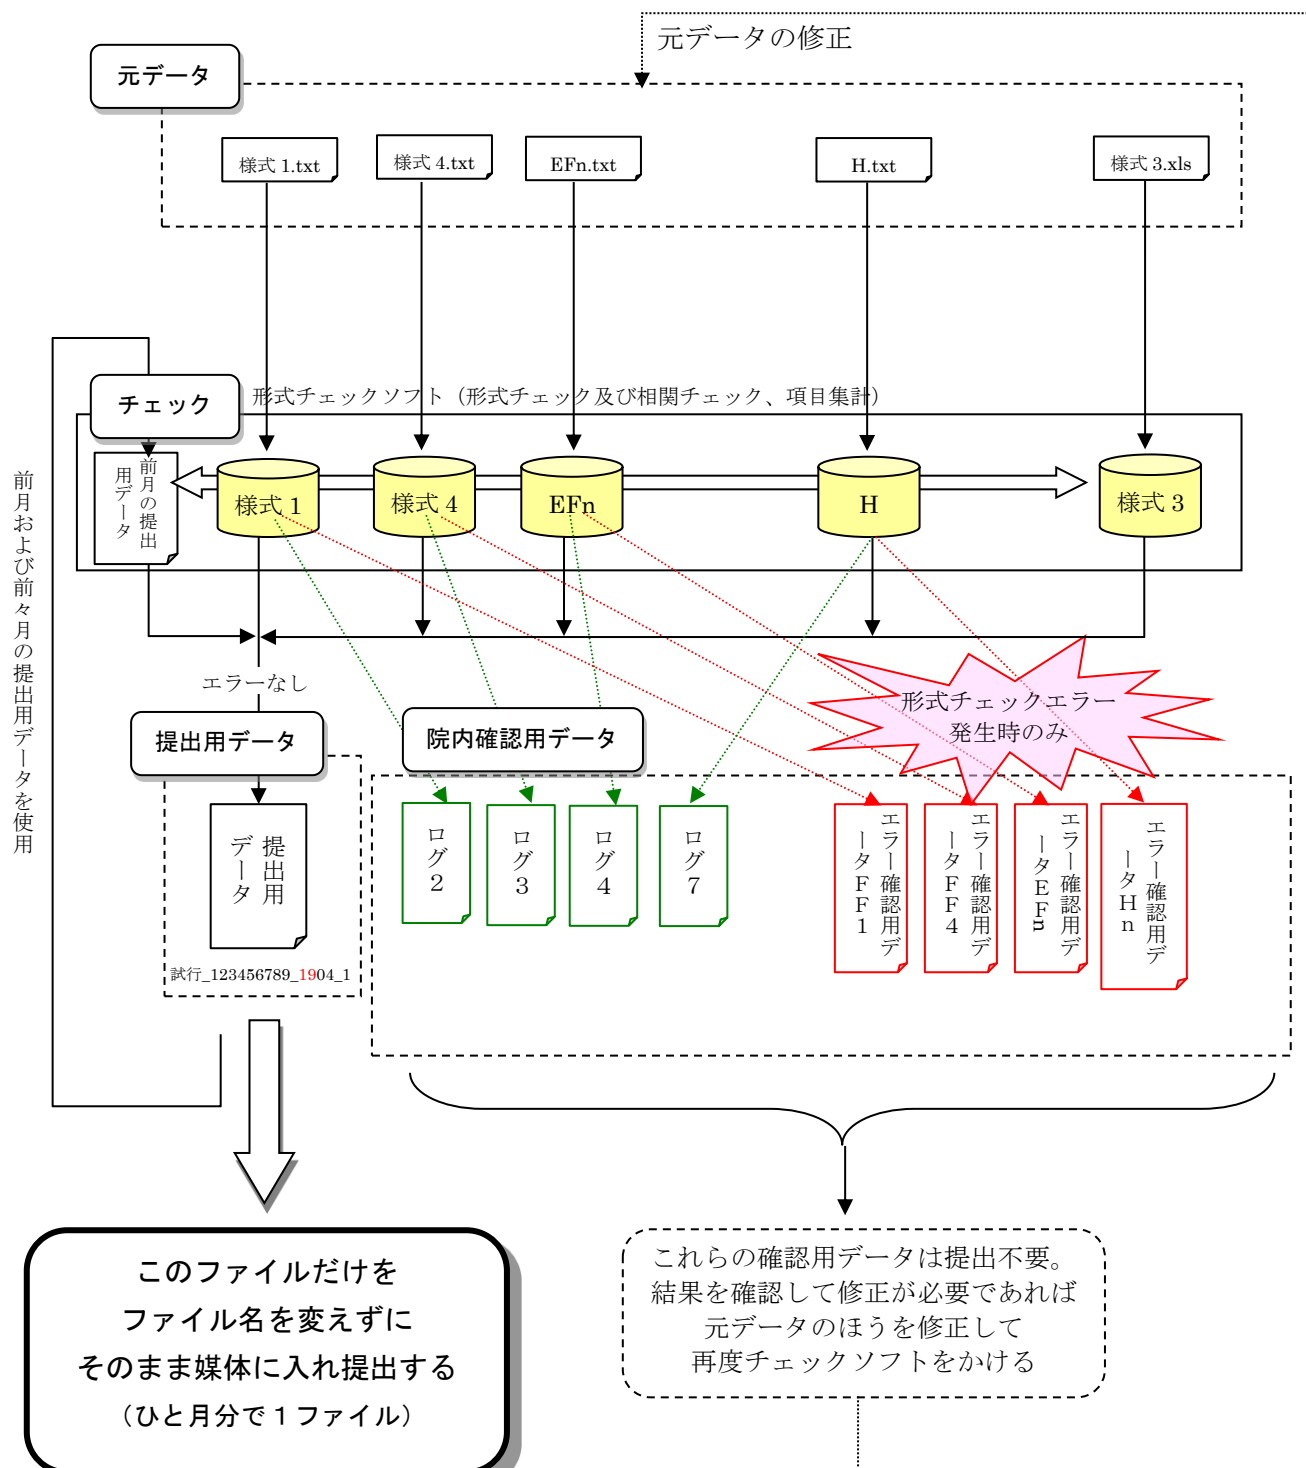 元データの修正
元データ
様式 1.txt
様式 4.txt
EFn.txt
H.txt
様式 3.xls
チェック
形式チェックソフト（形式チェック及び相関チェック、項目集計）
前月の提出
用データ
様式 1
様式 4
EFn
H
様式 3
前月および前々月の提出用データを使用
エラーなし
形式チェックエラー
発生時のみ
提出用データ
院内確認用データ
提出用
データ
ログ２
ログ３
ログ４
ログ７
エラー確認用デ
ータＦＦ１
エラー確認用デ
ータＦＦ４
エラー確認用デ
ータＥＦn
エラー確認用デ
ータＨn
試行_123456789_1904_1
このファイルだけを
ファイル名を変えずに
そのまま媒体に入れ提出する
（ひと月分で１ファイル）
これらの確認用データは提出不要。
結果を確認して修正が必要であれば
元データのほうを修正して
再度チェックソフトをかける